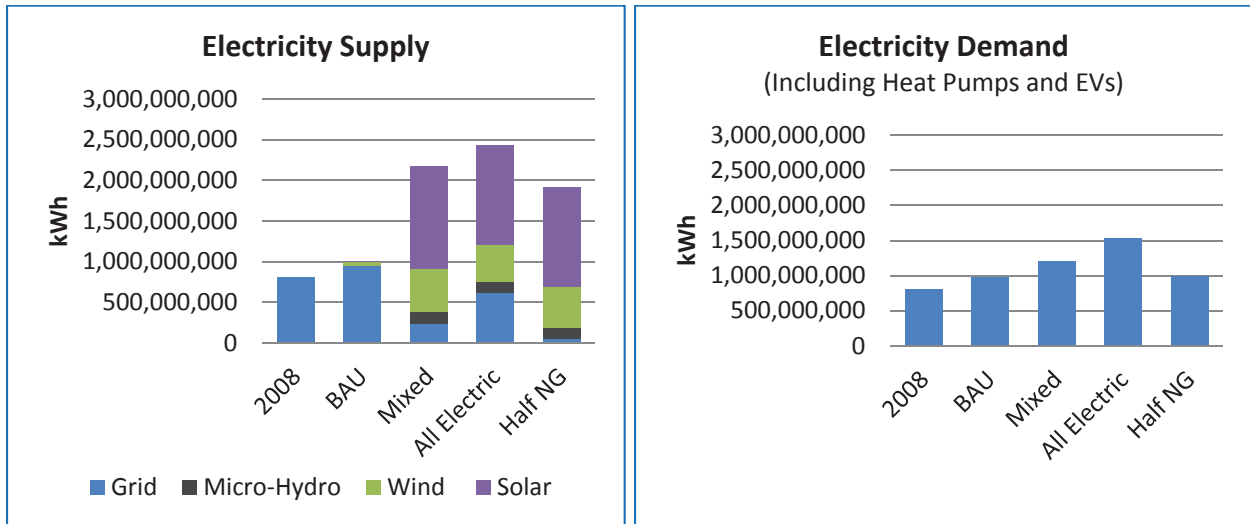 Electricity Supply
3,000,000,000
2,500,000,000
2,000,000,000
1,500,000,000
1,000,000,000
500,000,000
0
kWh
2008
BAU
Mixed
All Electric
Half NG
Grid
Micro-Hydro
Wind
Solar
Electricity Demand
(Including Heat Pumps and EVs)
3,000,000,000
2,500,000,000
2,000,000,000
1,500,000,000
1,000,000,000
500,000,000
0
kWh
2008
BAU
Mixed
All Electric
Half NG